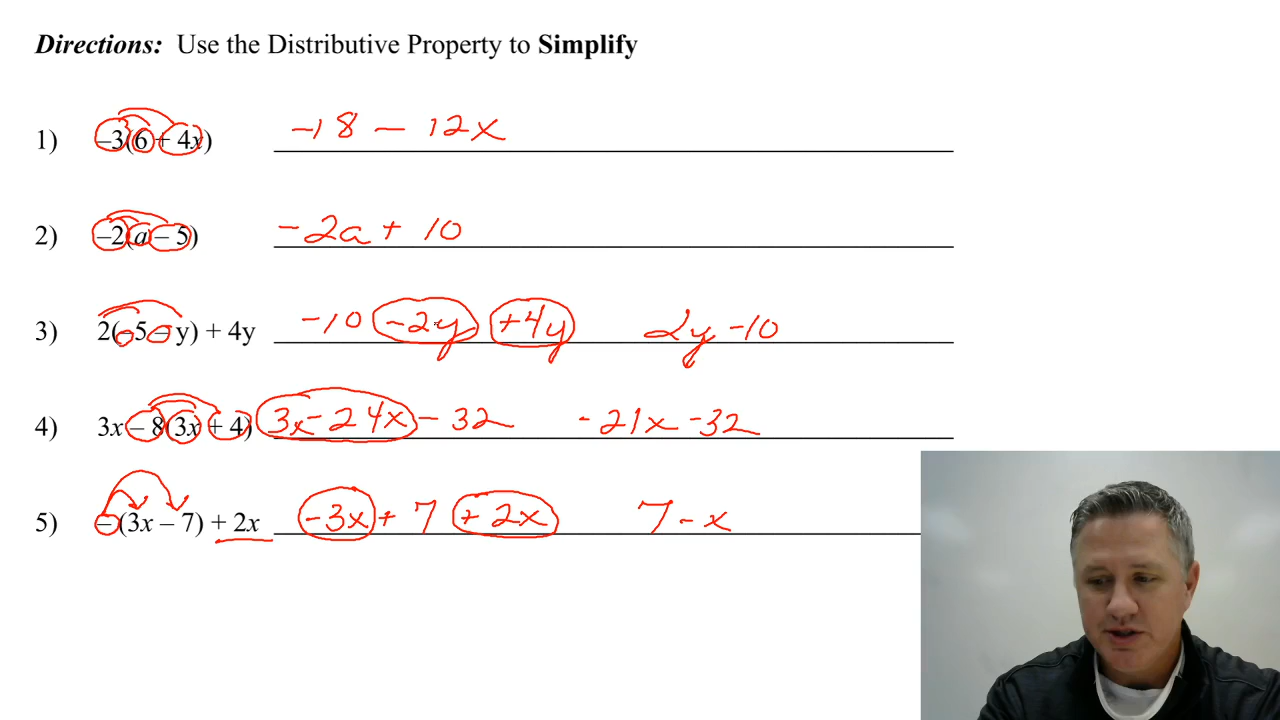 Directions: Use the Distributive Property to Simplify
1) –3(6 + 4x) -18 - 12x
2) –2(a – 5) -2a + 10
3) 2(-5 – y) + 4y -10 -2y +4y 2y -10
4) 3x – 8(3x + 4) 3x - 24x - 32 -21x -32
5) –(3x – 7) + 2x -3x + 7 + 2x 7 - x